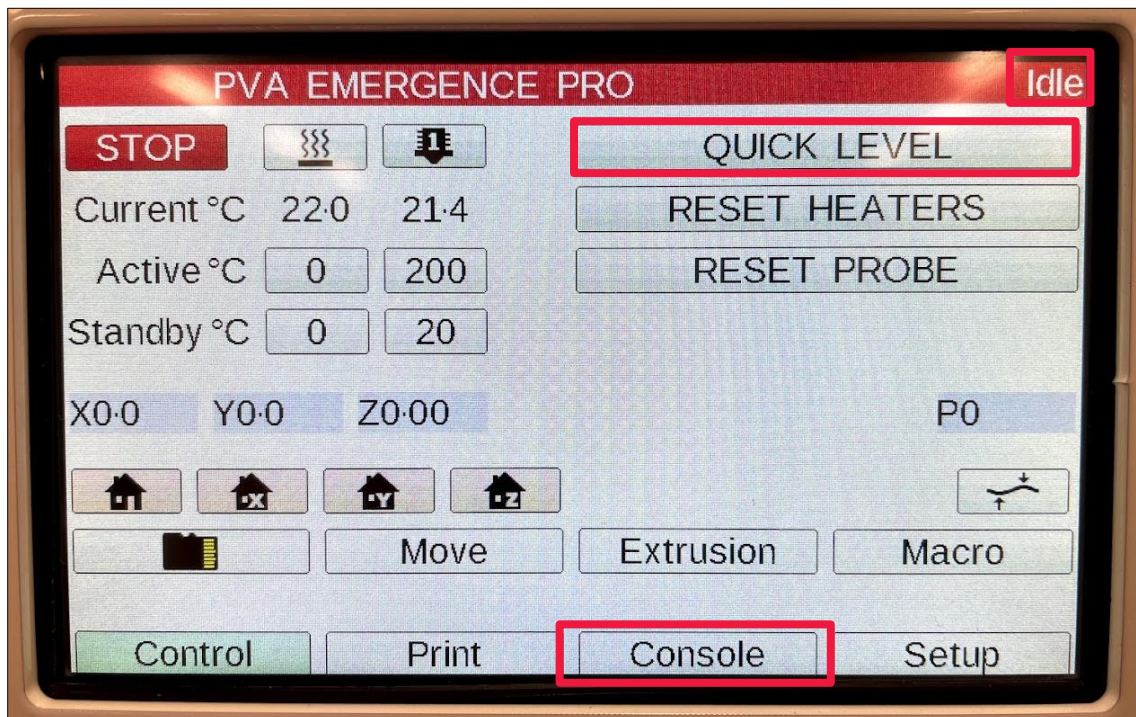 PVA EMERGENCE PRO Idle
STOP 1 QUICK LEVEL
Current °C 22·0 21·4 RESET HEATERS
Active °C 0 200 RESET PROBE
Standby °C 0 20
X0·0 Y0·0 Z0·00 P0
X Y Z
Move Extrusion Macro
Control Print Console Setup